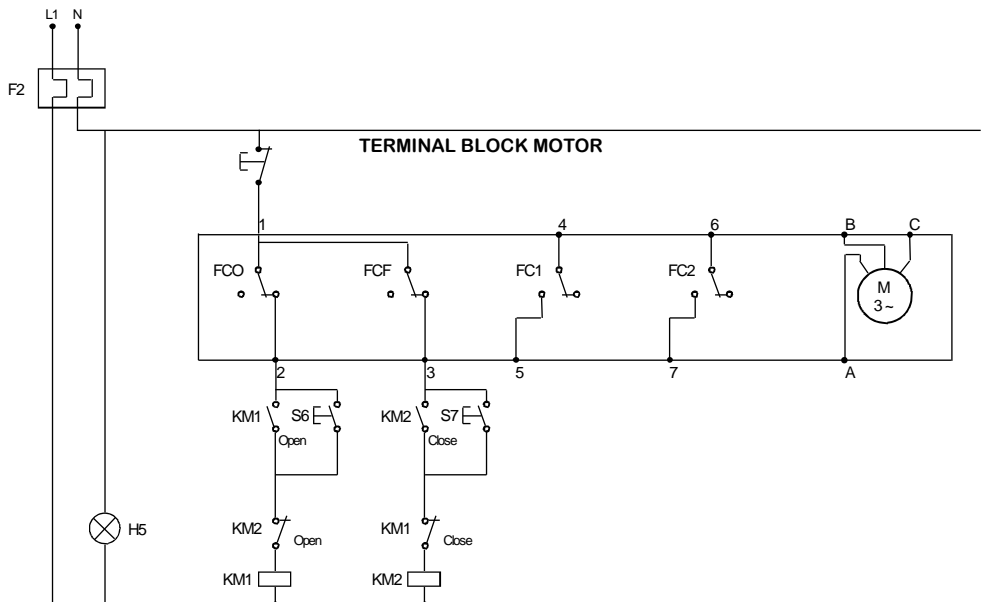 L1 N
F2
TERMINAL BLOCK MOTOR
1 4 6 B C
FCO FCF FC1 FC2 M
3~
2 3 5 7 A
KM1 S6 KM2 S7
Open Close
KM2 KM1 H5
Open Close
KM1 KM2